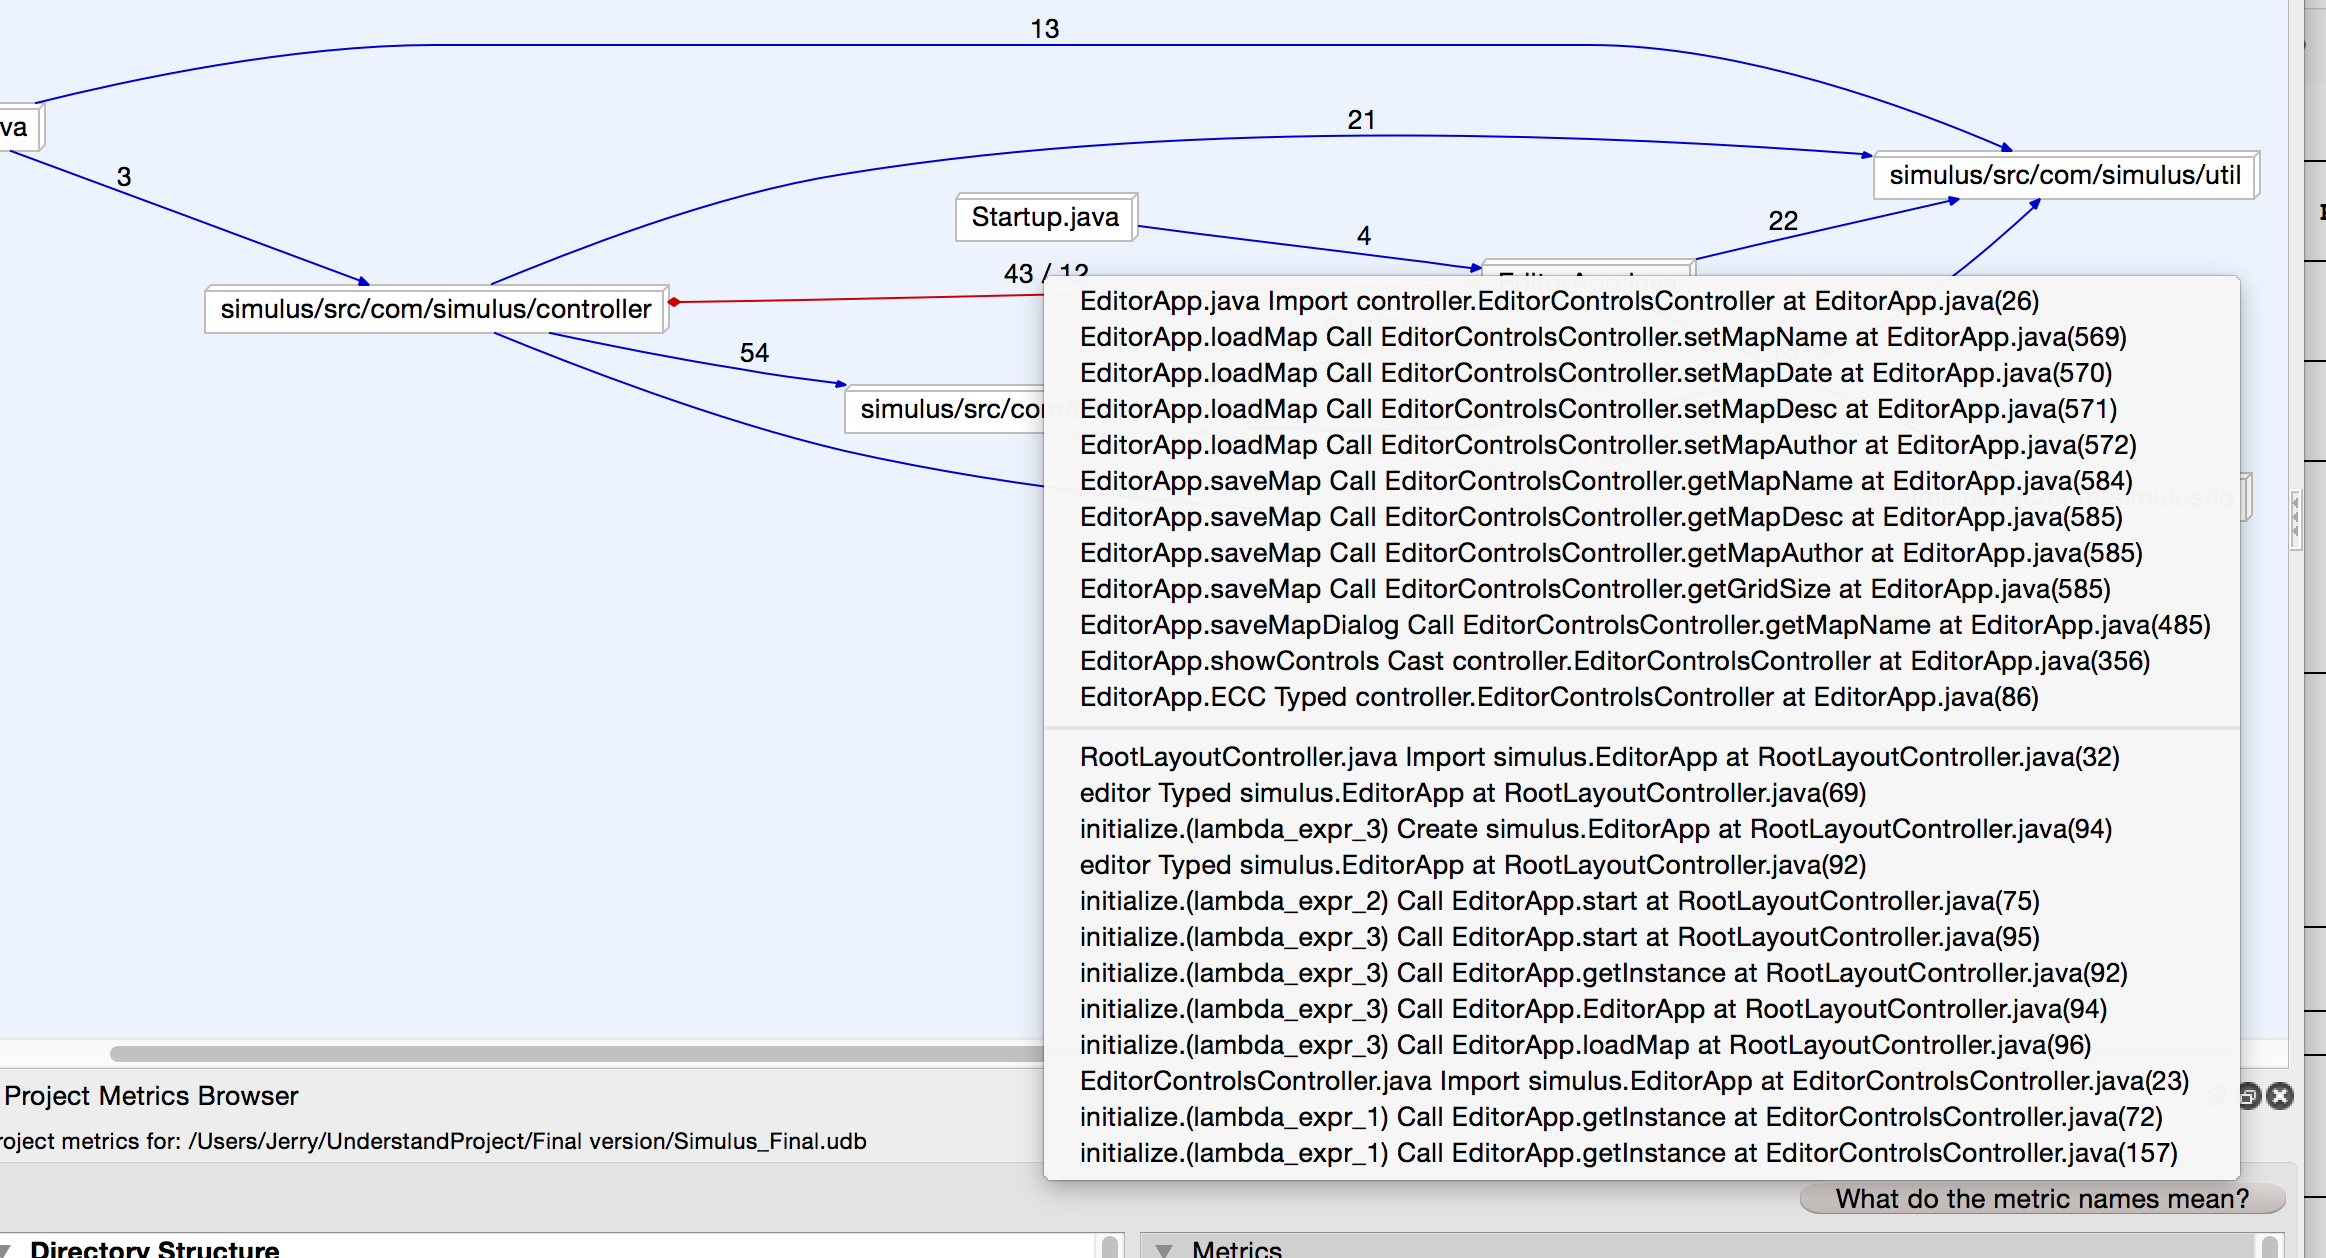 13
21
va
3
simulus/src/com/simulus/util
Startup.java
4
22
43 / 12
EditorApp.java
simulus/src/com/simulus/controller
54
simulus/src/com
EditorApp.java Import controller.EditorControlsController at EditorApp.java(26)
EditorApp.loadMap Call EditorControlsController.setMapName at EditorApp.java(569)
EditorApp.loadMap Call EditorControlsController.setMapDate at EditorApp.java(570)
EditorApp.loadMap Call EditorControlsController.setMapDesc at EditorApp.java(571)
EditorApp.loadMap Call EditorControlsController.setMapAuthor at EditorApp.java(572)
EditorApp.saveMap Call EditorControlsController.getMapName at EditorApp.java(584)
EditorApp.saveMap Call EditorControlsController.getMapDesc at EditorApp.java(585)
EditorApp.saveMap Call EditorControlsController.getMapAuthor at EditorApp.java(585)
EditorApp.saveMap Call EditorControlsController.getGridSize at EditorApp.java(585)
EditorApp.saveMapDialog Call EditorControlsController.getMapName at EditorApp.java(485)
EditorApp.showControls Cast controller.EditorControlsController at EditorApp.java(356)
EditorApp.ECC Typed controller.EditorControlsController at EditorApp.java(86)
RootLayoutController.java Import simulus.EditorApp at RootLayoutController.java(32)
editor Typed simulus.EditorApp at RootLayoutController.java(69)
initialize.(lambda_expr_3) Create simulus.EditorApp at RootLayoutController.java(94)
editor Typed simulus.EditorApp at RootLayoutController.java(92)
initialize.(lambda_expr_2) Call EditorApp.start at RootLayoutController.java(75)
initialize.(lambda_expr_3) Call EditorApp.start at RootLayoutController.java(95)
initialize.(lambda_expr_3) Call EditorApp.getInstance at RootLayoutController.java(92)
initialize.(lambda_expr_3) Call EditorApp.EditorApp at RootLayoutController.java(94)
initialize.(lambda_expr_3) Call EditorApp.loadMap at RootLayoutController.java(96)
EditorControlsController.java Import simulus.EditorApp at EditorControlsController.java(23)
initialize.(lambda_expr_1) Call EditorApp.getInstance at EditorControlsController.java(72)
initialize.(lambda_expr_1) Call EditorApp.getInstance at EditorControlsController.java(157)
Project Metrics Browser
roject metrics for: /Users/Jerry/UnderstandProject/Final version/Simulus_Final.udb
What do the metric names mean?
Directory Structure
Metrics